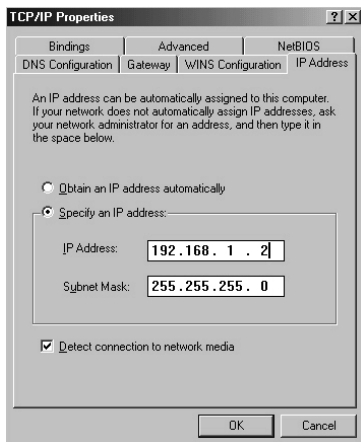 TCP/IP Properties
Bindings Advanced NetBIOS
DNS Configuration Gateway WINS Configuration IP Address
An IP address can be automatically assigned to this computer.
If your network does not automatically assign IP addresses, ask
your network administrator for an address, and then type it in
the space below.
Obtain an IP address automatically
Specify an IP address:
IP Address: 192.168. 1 . 2
Subnet Mask: 255.255.255. 0
Detect connection to network media
OK Cancel